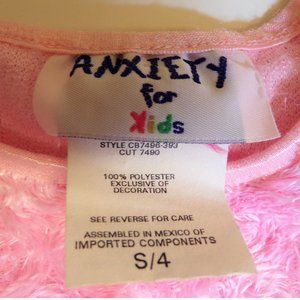 ANXIETY
for
Kids
STYLE CB7496-393
CUT 7490
100% POLYESTER
EXCLUSIVE OF
DECORATION
SEE REVERSE FOR CARE
ASSEMBLED IN MEXICO OF
IMPORTED COMPONENTS
S/4